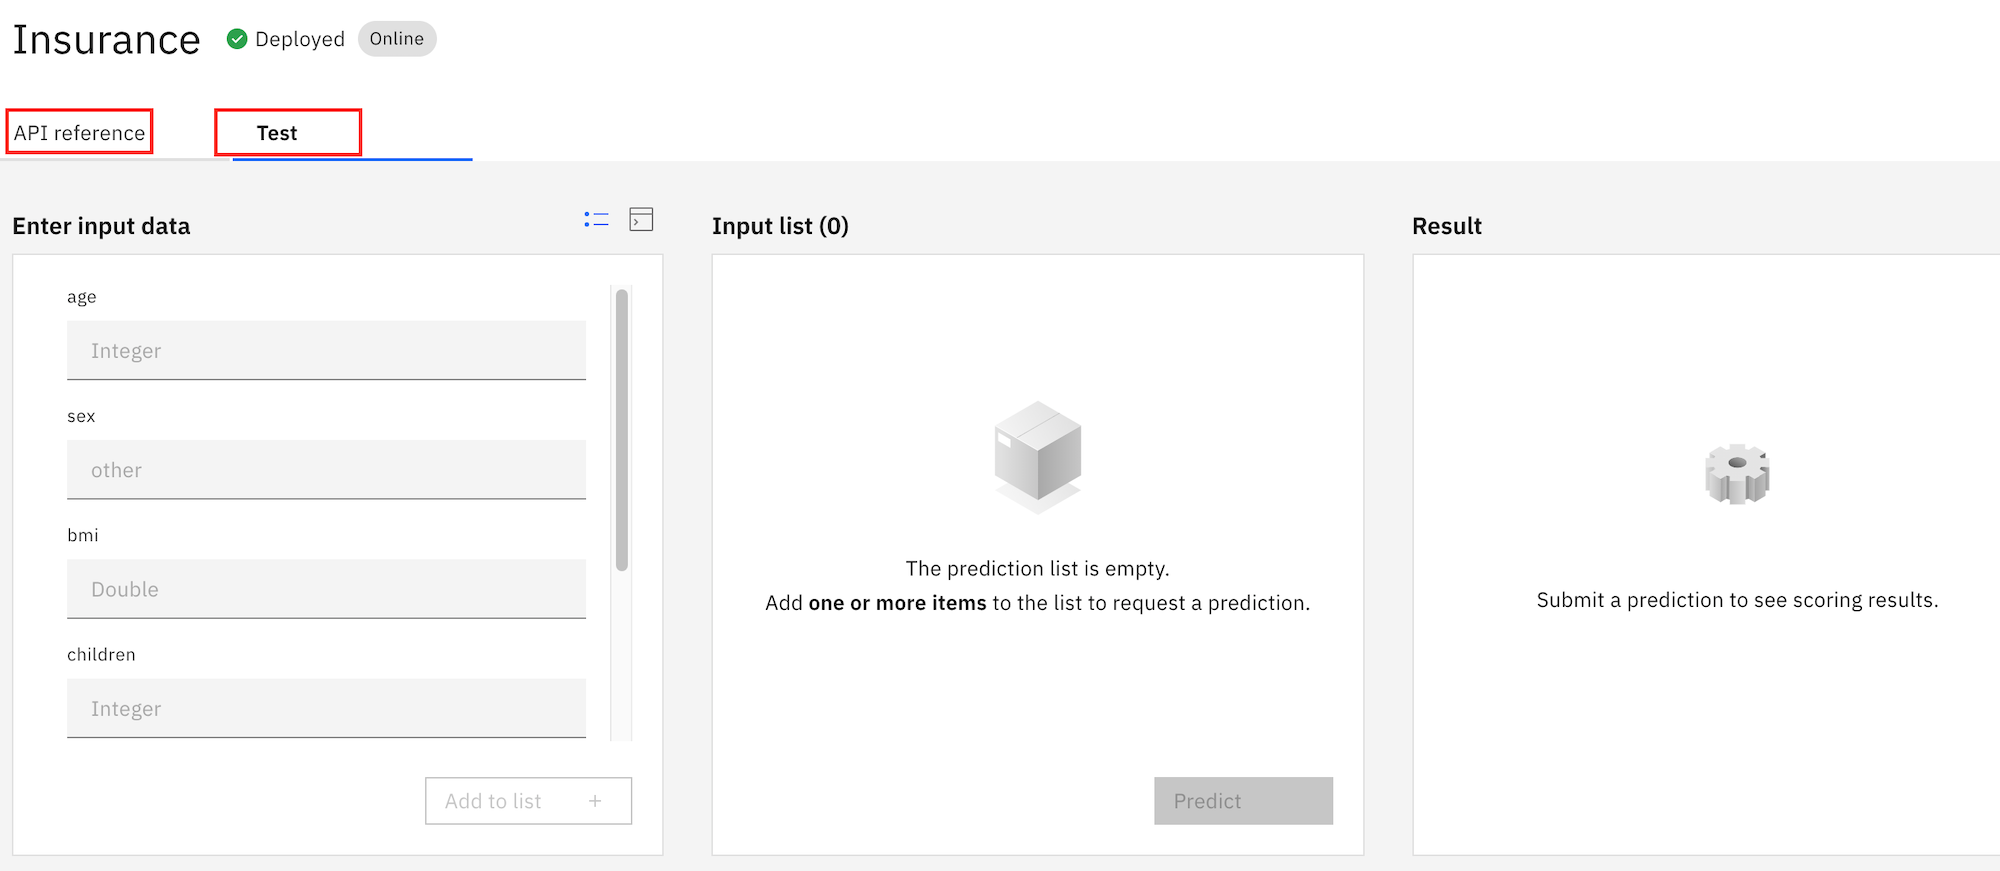 Insurance
Deployed
Online
API reference
Test
Enter input data
age
Integer
sex
other
bmi
Double
children
Integer
Add to list +
Input list (0)
The prediction list is empty.
Add one or more items to the list to request a prediction.
Predict
Result
Submit a prediction to see scoring results.